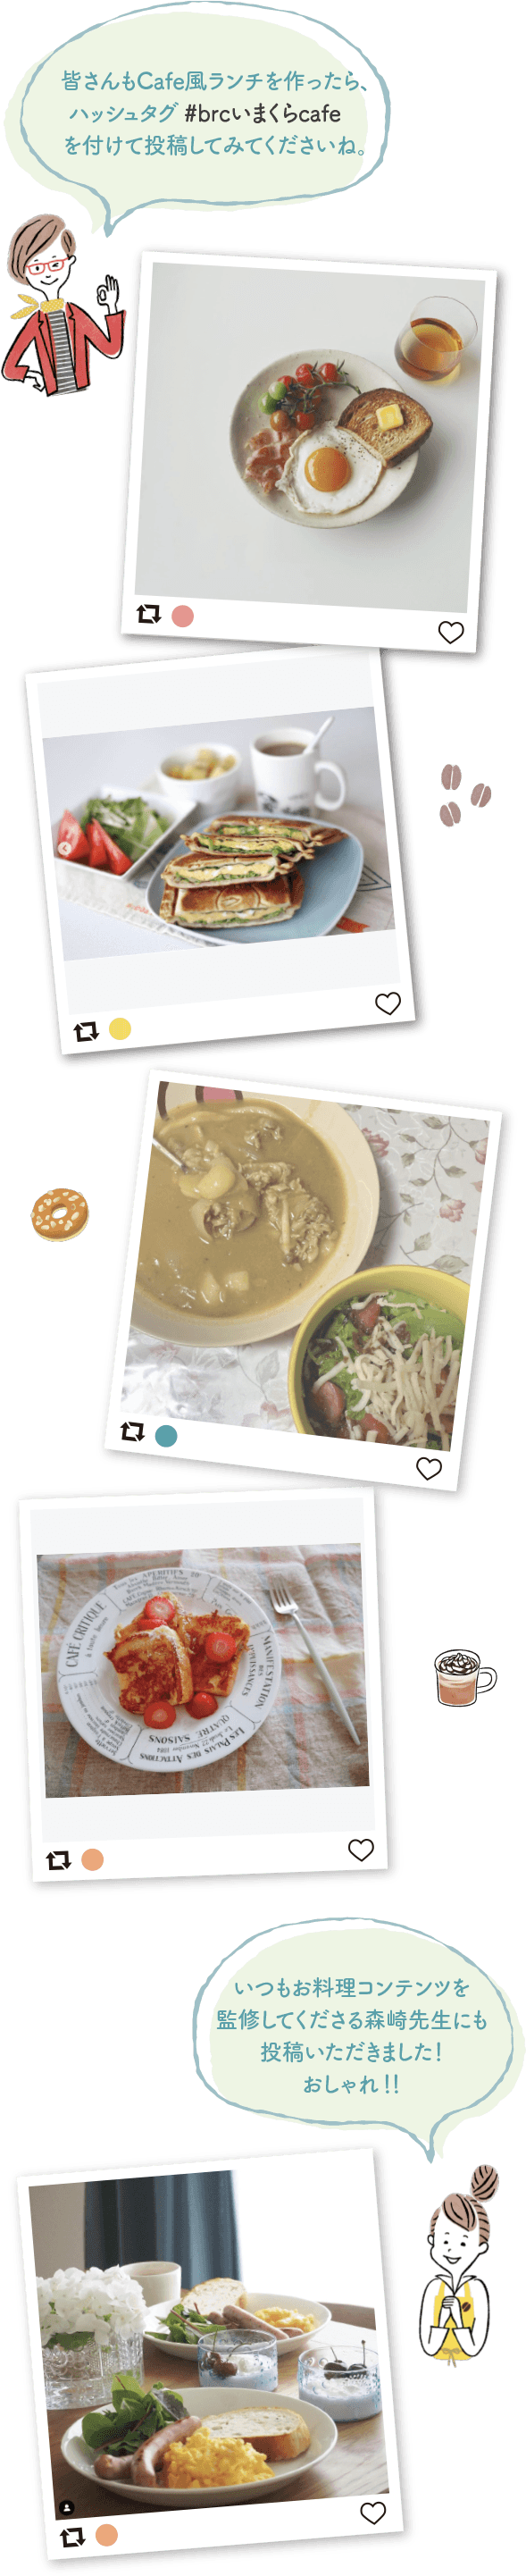 皆さんもCafe風ランチを作ったら、
ハッシュタグ #brcいまくらcafe
を付けて投稿してみてくださいね。
CAFÉ CRITIQUE
MANIFESTATION
QUATRE SAISONS
LES PALAIS DES ATTRACTIONS
いつもお料理コンテンツを
監修してくださる森崎先生にも
投稿いただきました！
おしゃれ！！